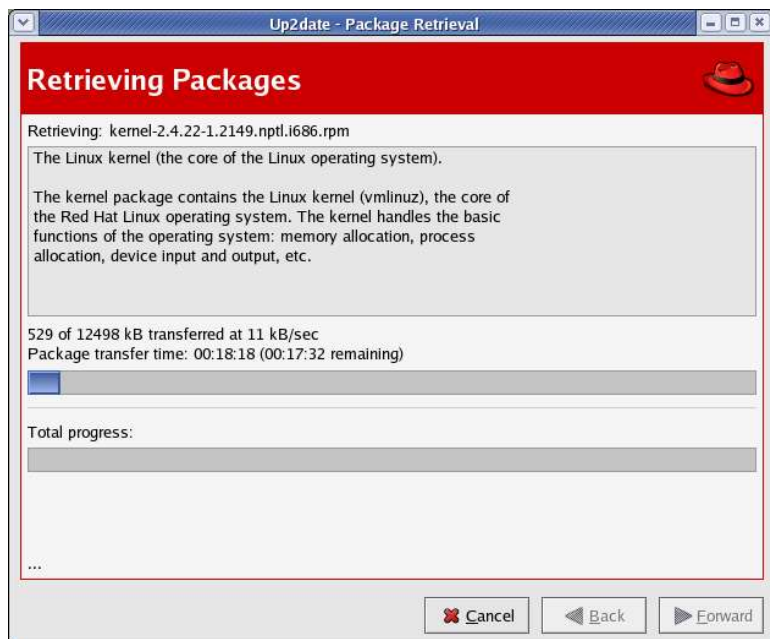 Up2date - Package Retrieval
Retrieving Packages
Retrieving: kernel-2.4.22-1.2149.nptl.i686.rpm
The Linux kernel (the core of the Linux operating system).
The kernel package contains the Linux kernel (vmlinuz), the core of
the Red Hat Linux operating system. The kernel handles the basic
functions of the operating system: memory allocation, process
allocation, device input and output, etc.
529 of 12498 kB transferred at 11 kB/sec
Package transfer time: 00:18:18 (00:17:32 remaining)
Total progress:
...
Cancel Back Forward